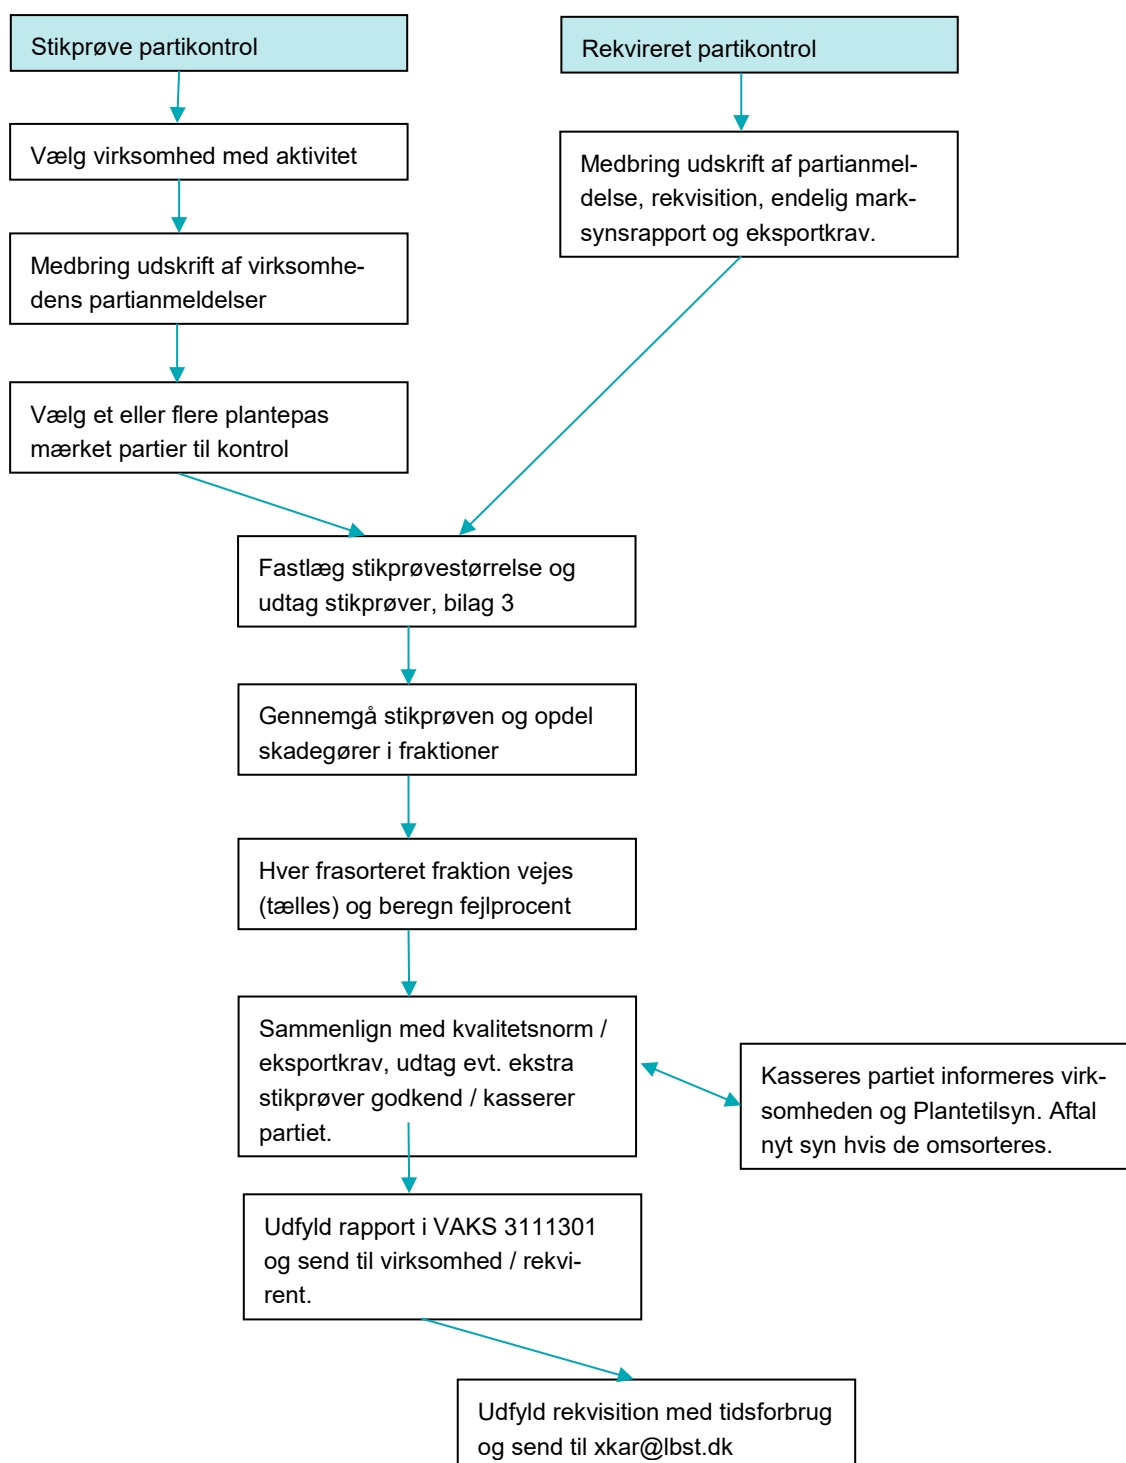 Stikprøve partikontrol
Rekvireret partikontrol
Vælg virksomhed med aktivitet
Medbring udskrift af partianmel-
delse, rekvisition, endelig mark-
synsrapport og eksportkrav.
Medbring udskrift af virksomhe-
dens partianmeldelser
Vælg et eller flere plantepas
mærket partier til kontrol
Fastlæg stikprøvestørrelse og
udtag stikprøver, bilag 3
Gennemgå stikprøven og opdel
skadegører i fraktioner
Hver frasorteret fraktion vejes
(tælles) og beregn fejlprocent
Sammenlign med kvalitetsnorm /
eksportkrav, udtag evt. ekstra
stikprøver godkend / kasserer
partiet.
Kasseres partiet informeres virk-
somheden og Plantetilsyn. Aftal
nyt syn hvis de omsorteres.
Udfyld rapport i VAKS 3111301
og send til virksomhed / rekvi-
rent.
Udfyld rekvisition med tidsforbrug
og send til xkar@lbst.dk